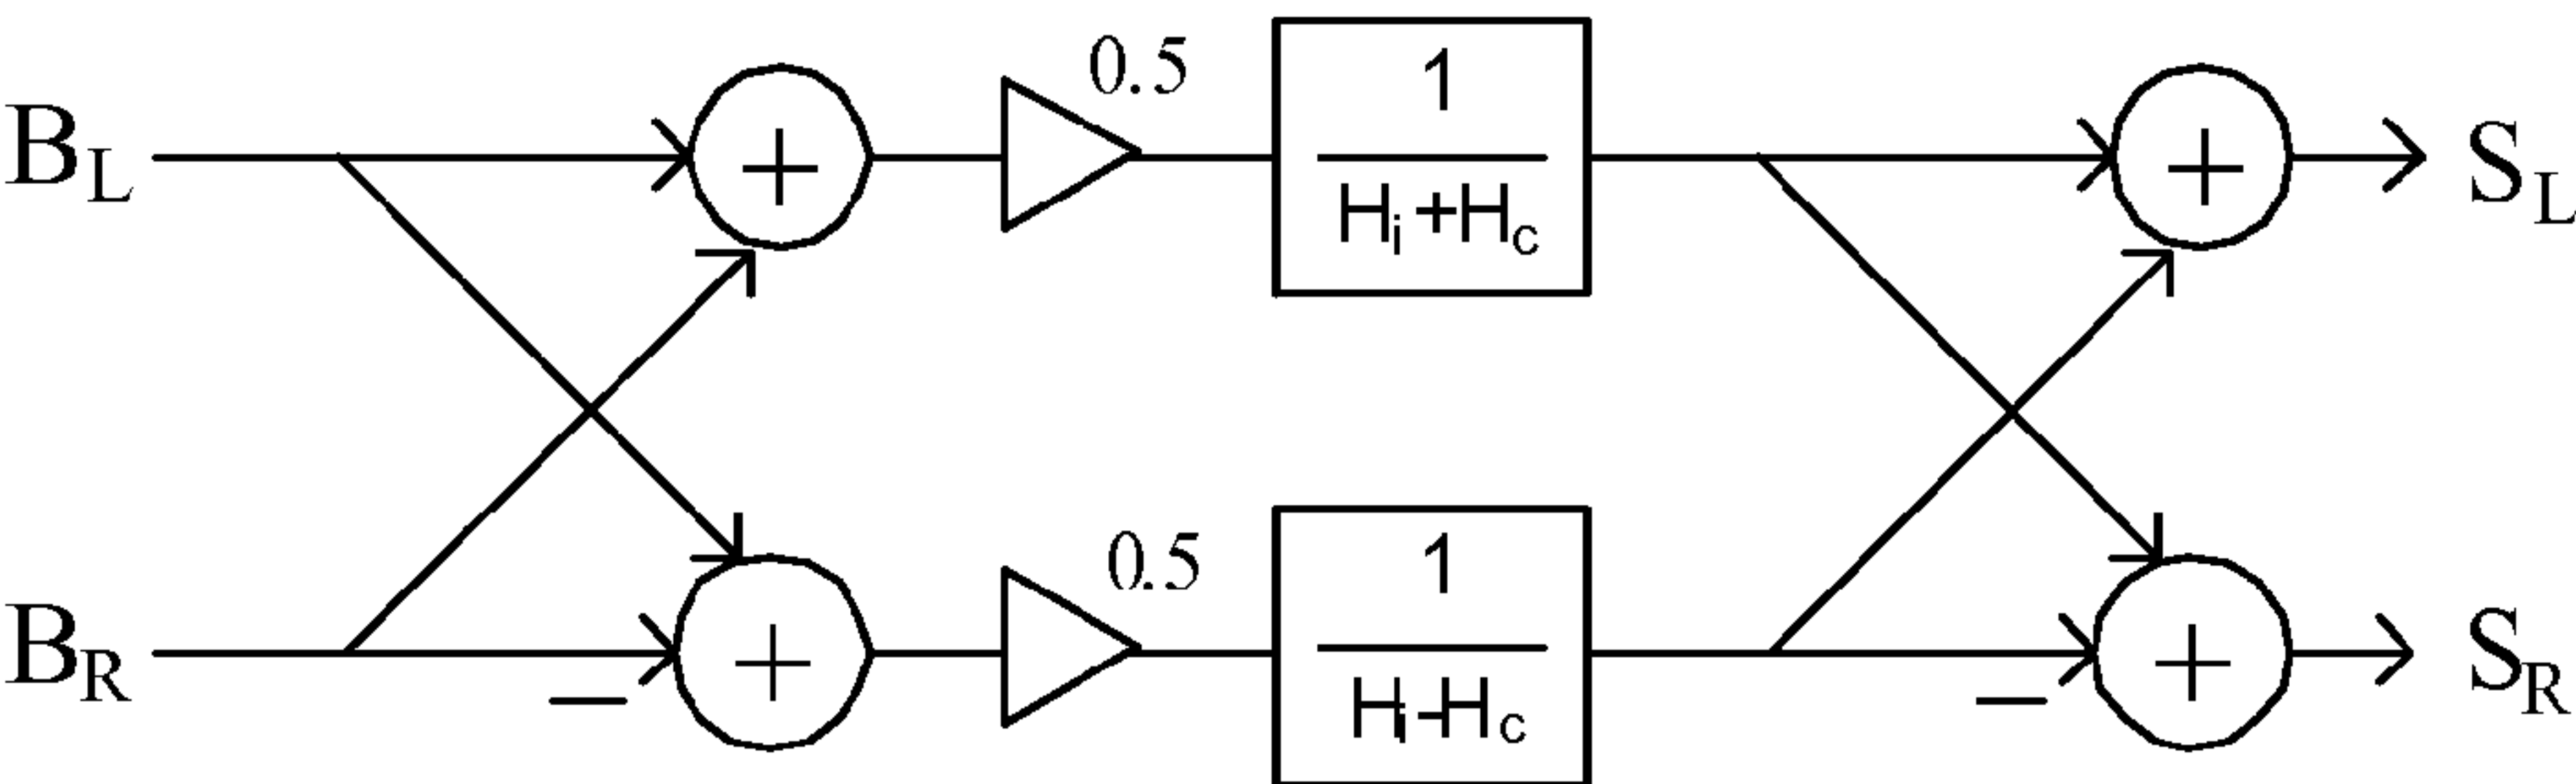 B_L + 0.5 1 + S_L
H_i+H_c
B_R − + 0.5 1 − + S_R
H_i-H_c